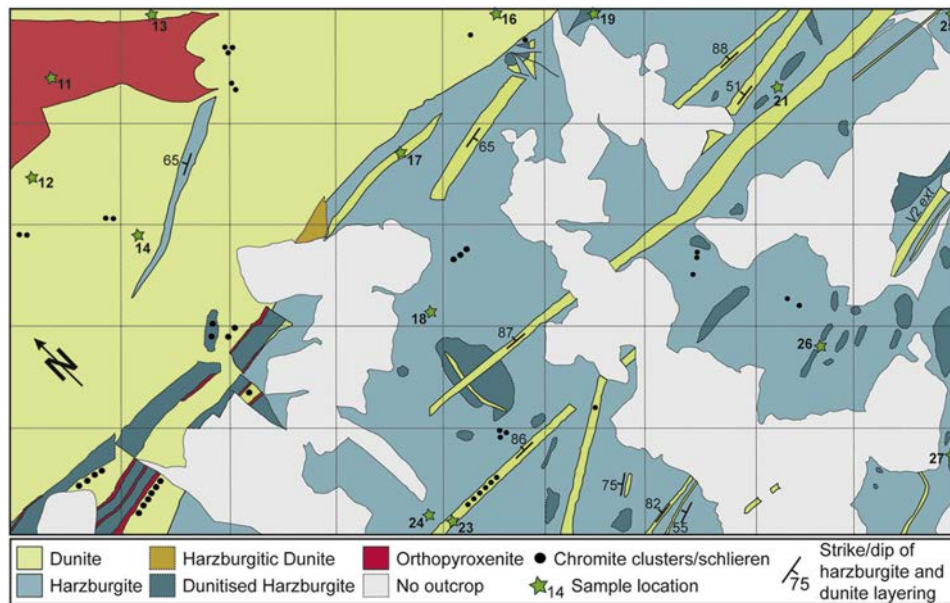 13
16
19
25
11
88
51
21
65
17
65
12
14
V2 ext
18
87
26
N
86
27
75
82
55
24
23
Dunite
Harzburgitic Dunite
Orthopyroxenite
Chromite clusters/schlieren
Strike/dip of
harzburgite and
dunite layering
Harzburgite
Dunitised Harzburgite
No outcrop
14 Sample location
75